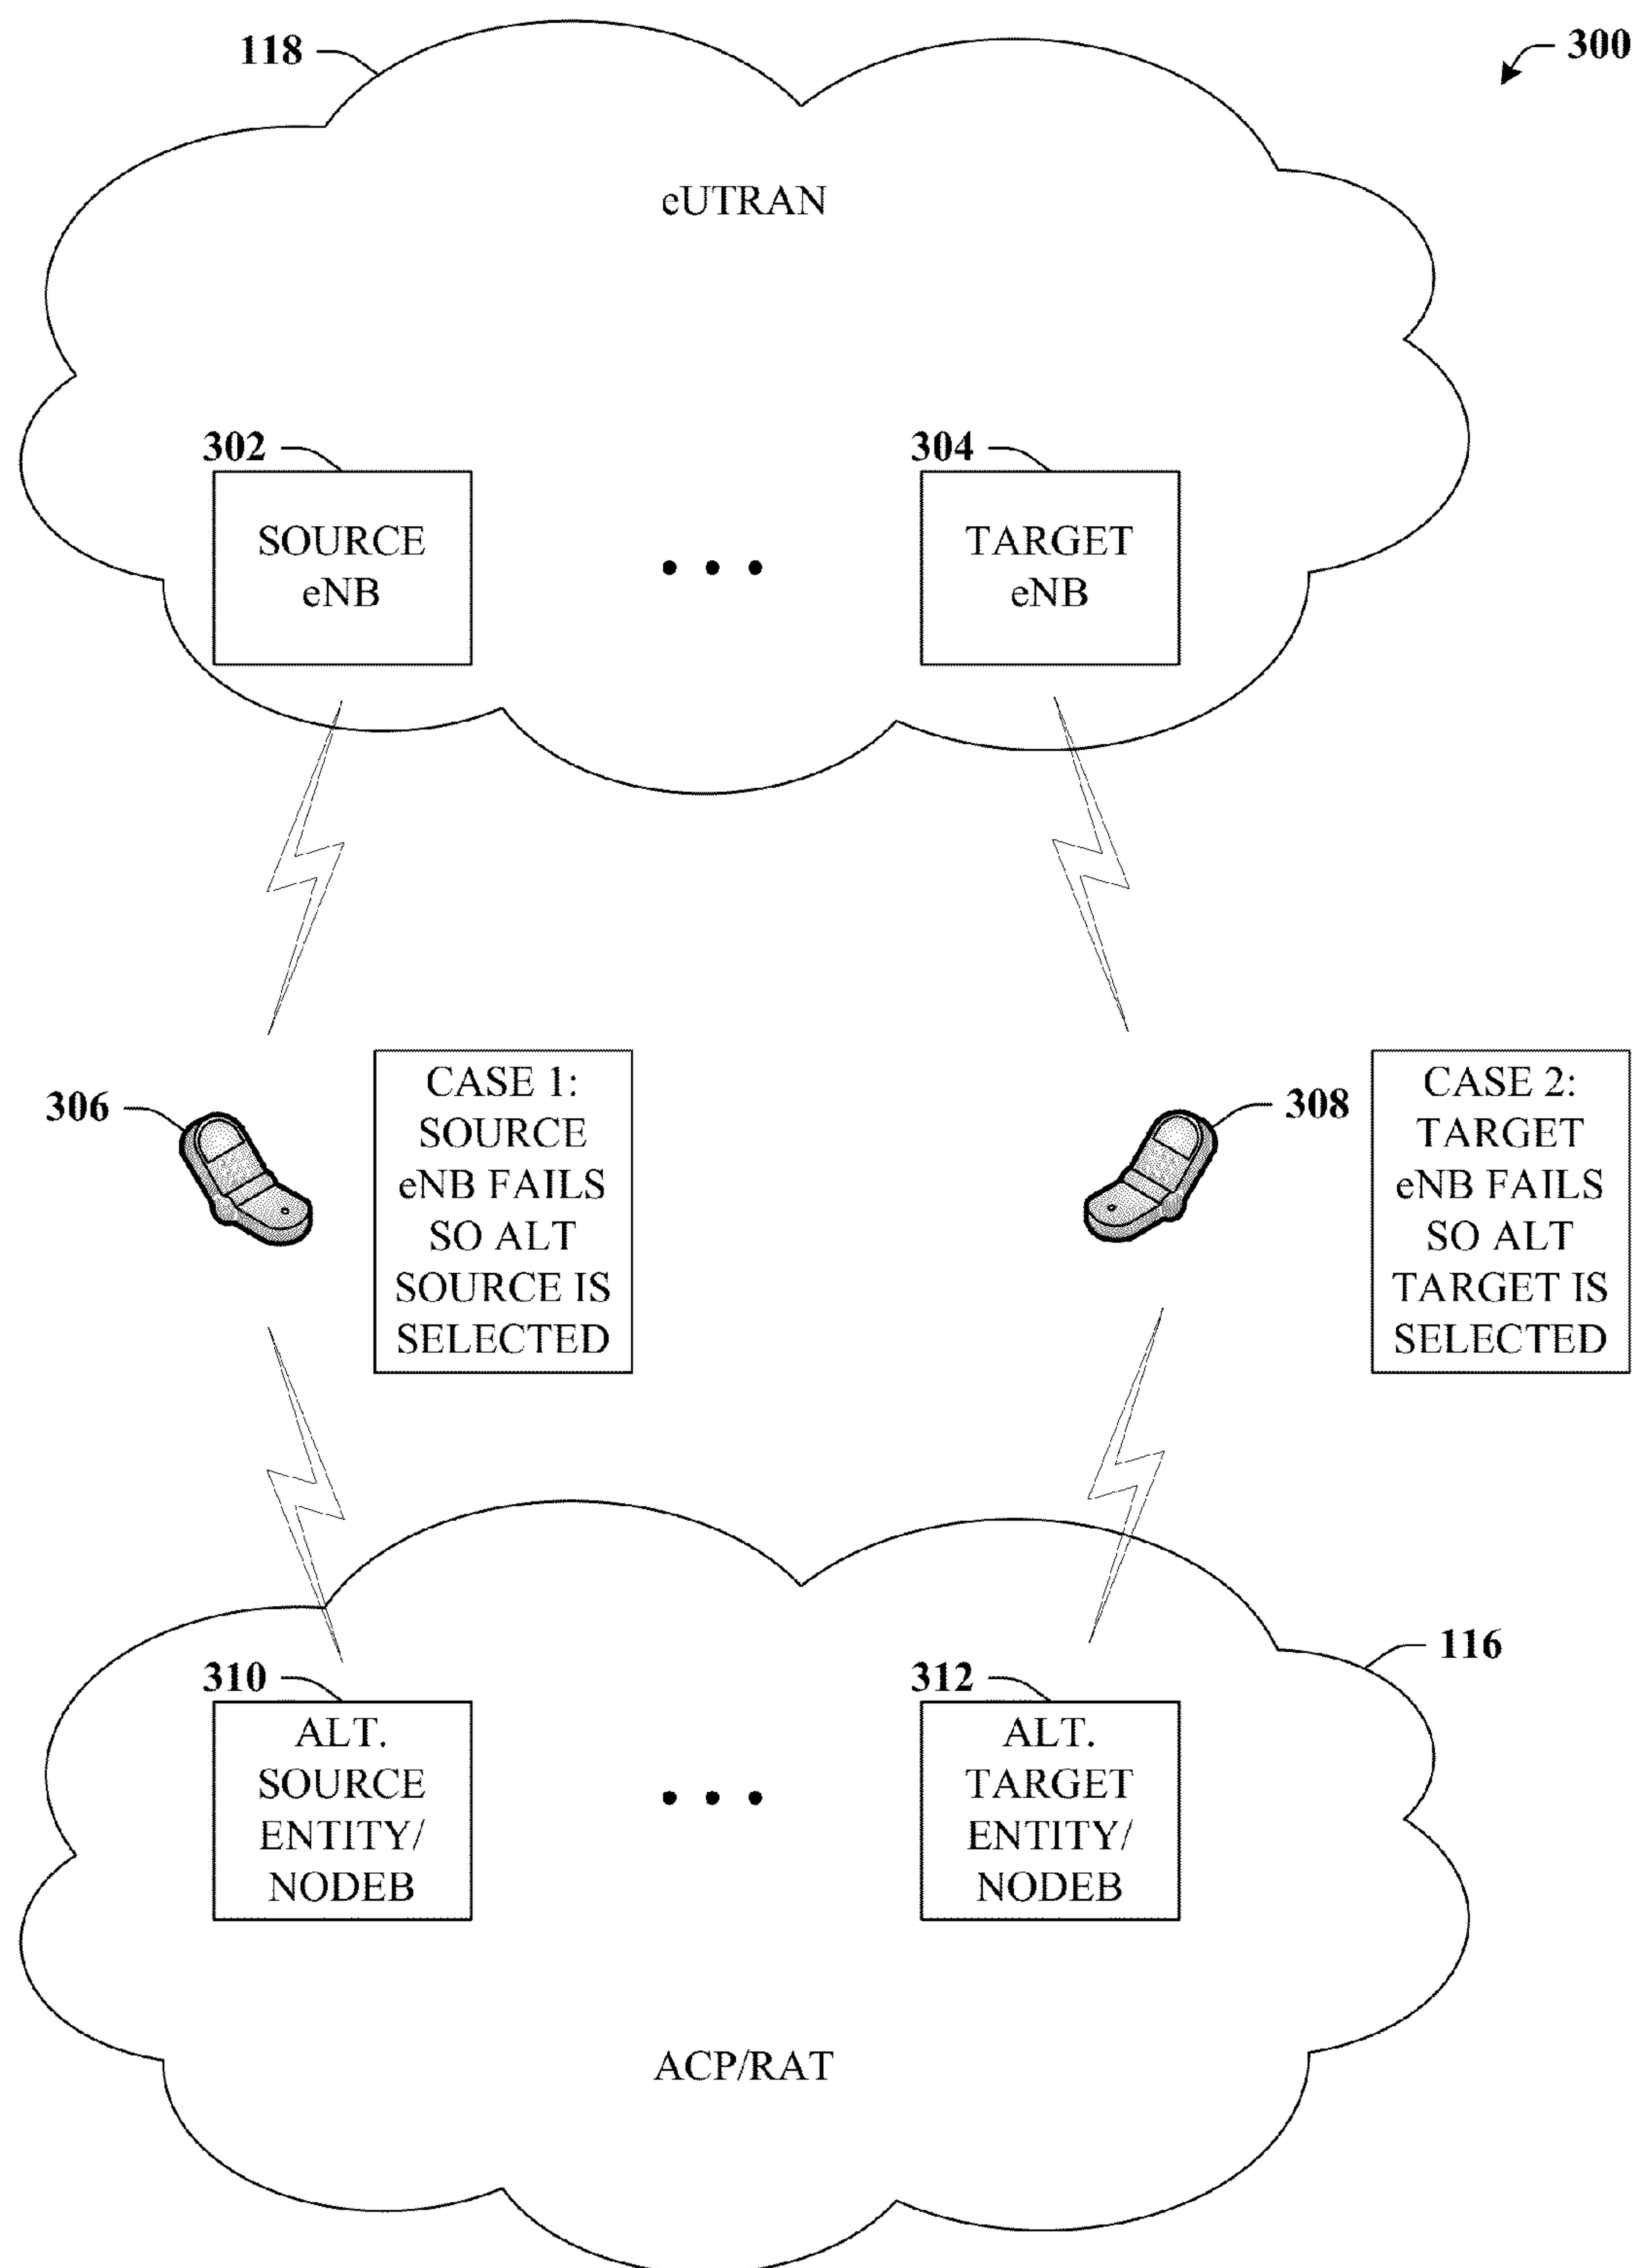 118
300
eUTRAN
302
304
SOURCE
eNB
TARGET
eNB
306
CASE 1:
SOURCE
eNB FAILS
SO ALT
SOURCE IS
SELECTED
308
CASE 2:
TARGET
eNB FAILS
SO ALT
TARGET IS
SELECTED
116
310
312
ALT.
SOURCE
ENTITY/
NODEB
ALT.
TARGET
ENTITY/
NODEB
ACP/RAT